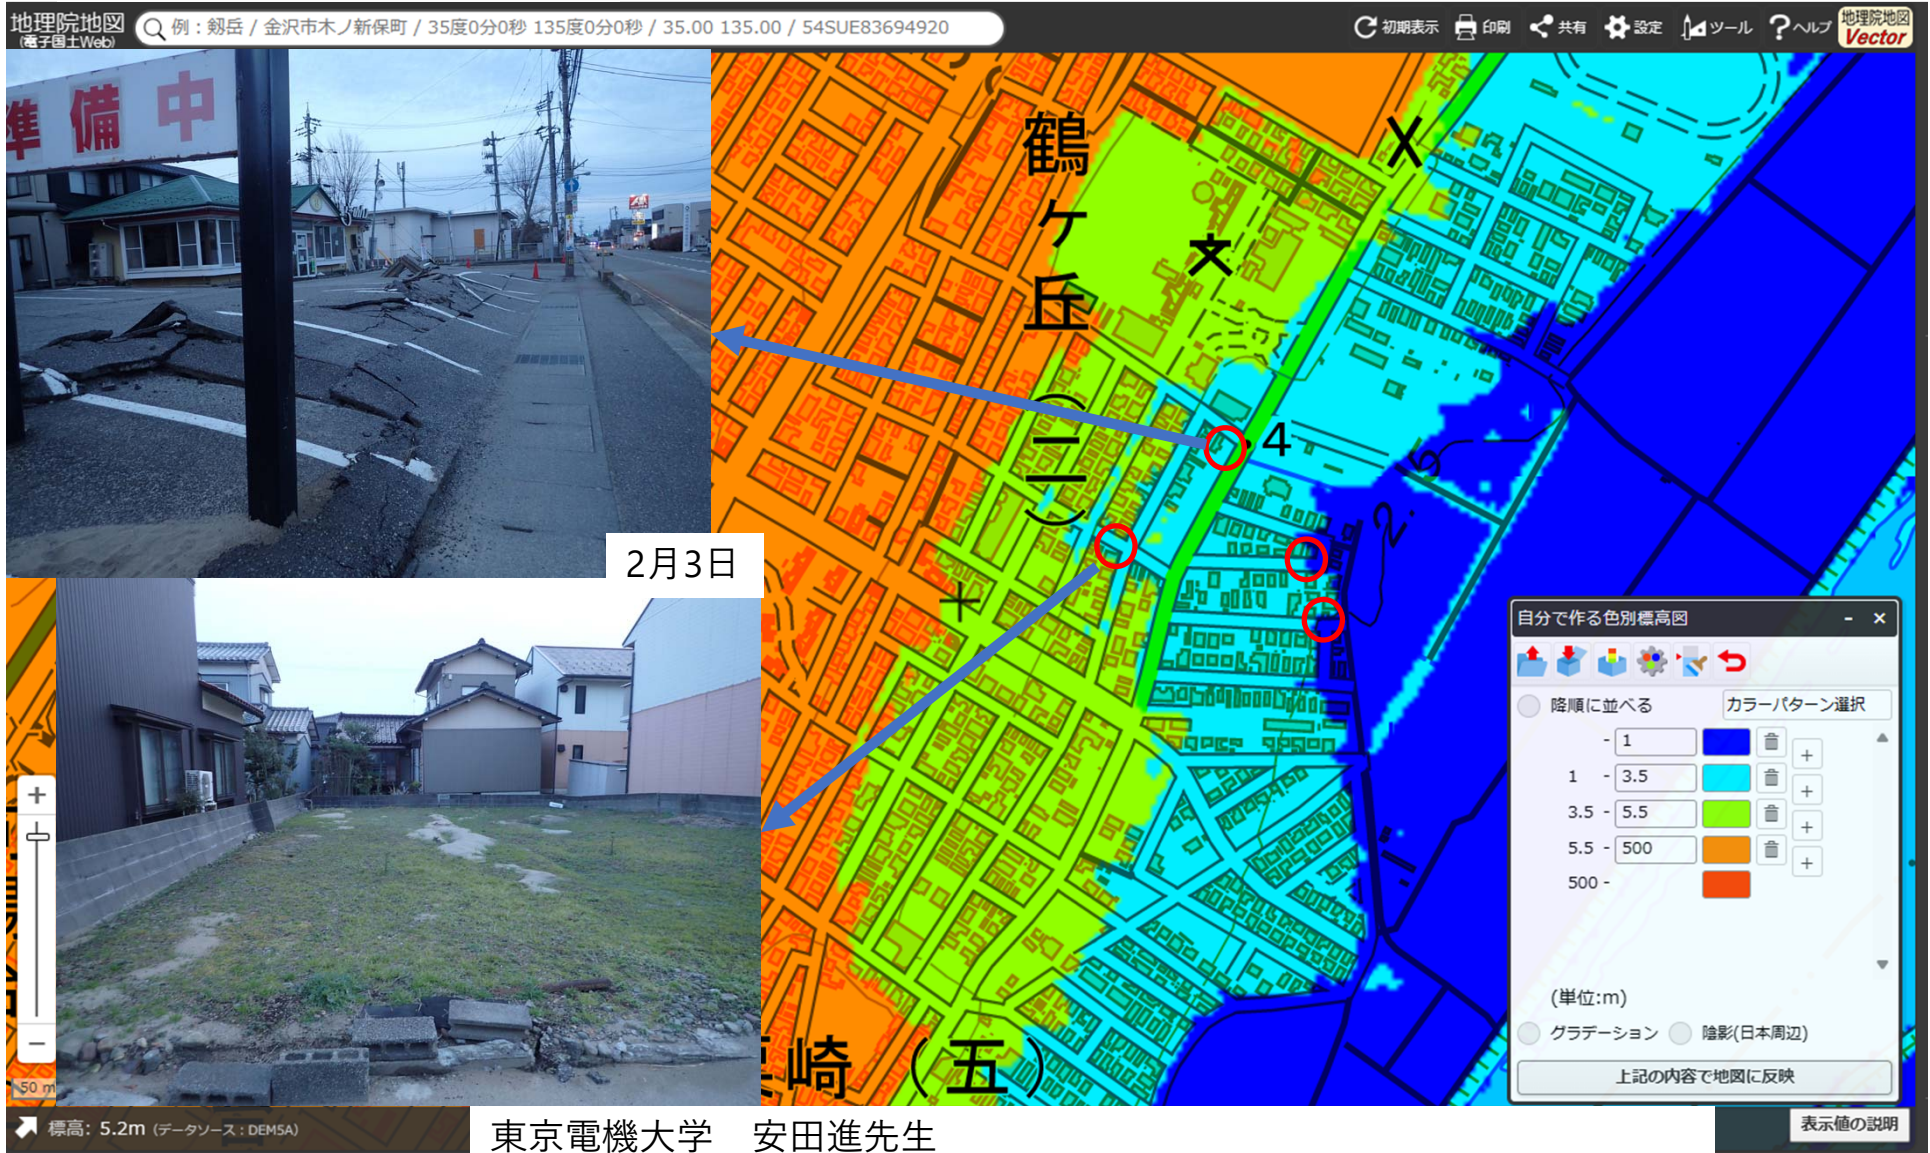 地理院地図
(電子国土Web)
例：剱岳 / 金沢市木ノ新保町 / 35度0分0秒 135度0分0秒 / 35.00 135.00 / 54SUE83694920
初期表示
印刷
共有
設定
ツール
ヘルプ
地理院地図
Vector
準備中
鶴ケ丘(二)
4
2月3日
自分で作る色別標高図
降順に並べる
カラーパターン選択
- 1
1 - 3.5
3.5 - 5.5
5.5 - 500
500 -
(単位:m)
グラデーション
陰影(日本周辺)
上記の内容で地図に反映
崎(五)
50 m
標高: 5.2m (データソース：DEM5A)
東京電機大学　安田進先生
表示値の説明